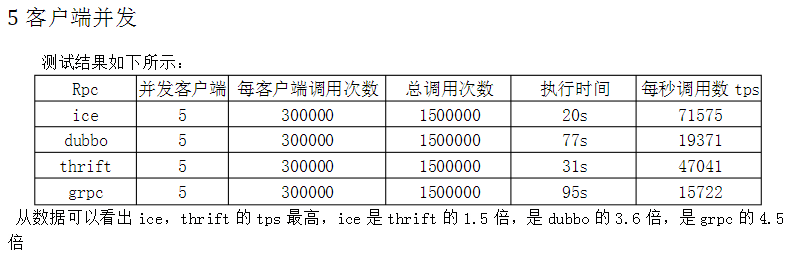 5 客户端并发
测试结果如下所示：
Rpc 并发客户端 每客户端调用次数 总调用次数 执行时间 每秒调用数 tps
ice 5 300000 1500000 20s 71575
dubbo 5 300000 1500000 77s 19371
thrift 5 300000 1500000 31s 47041
grpc 5 300000 1500000 95s 15722
从数据可以看出 ice，thrift 的 tps 最高，ice 是 thrift 的 1.5 倍，是 dubbo 的 3.6 倍，是 grpc 的 4.5
倍